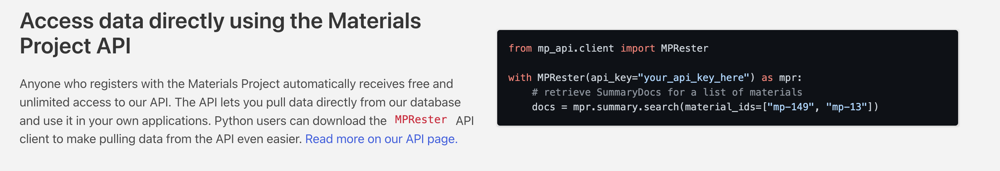 Access data directly using the Materials
Project API
Anyone who registers with the Materials Project automatically receives free and
unlimited access to our API. The API lets you pull data directly from our database
and use it in your own applications. Python users can download the MPRester API
client to make pulling data from the API even easier. Read more on our API page.
from mp_api.client import MPRester
with MPRester(api_key="your_api_key_here") as mpr:
    # retrieve SummaryDocs for a list of materials
    docs = mpr.summary.search(material_ids=["mp-149", "mp-13"])